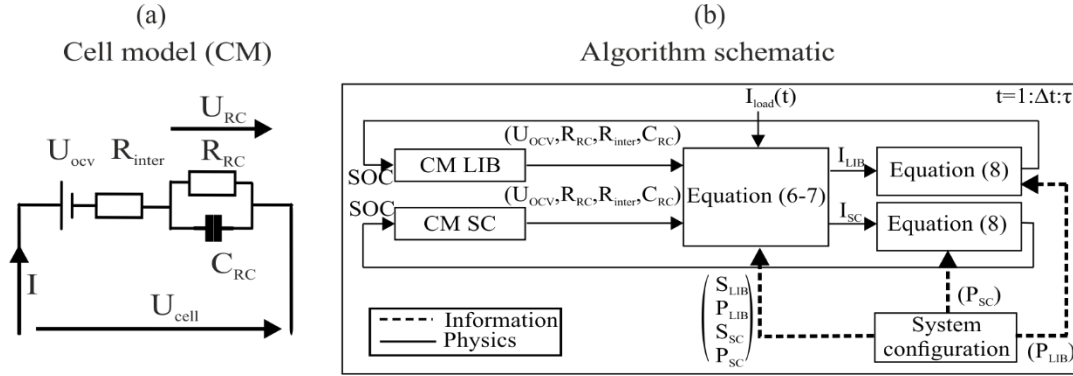 (a)
Cell model (CM)
U_RC
U_ocv R_inter R_RC
C_RC
I
U_cell
(b)
Algorithm schematic
I_load(t)
t=1:Δt:τ
(U_OCV,R_RC,R_inter,C_RC)
SOC
CM LIB
I_LIB
Equation (8)
Equation (6-7)
SOC
(U_OCV,R_RC,R_inter,C_RC)
CM SC
I_SC
Equation (8)
(S_LIB
P_LIB
S_SC
P_SC)
(P_SC)
Information
Physics
System
configuration
(P_LIB)